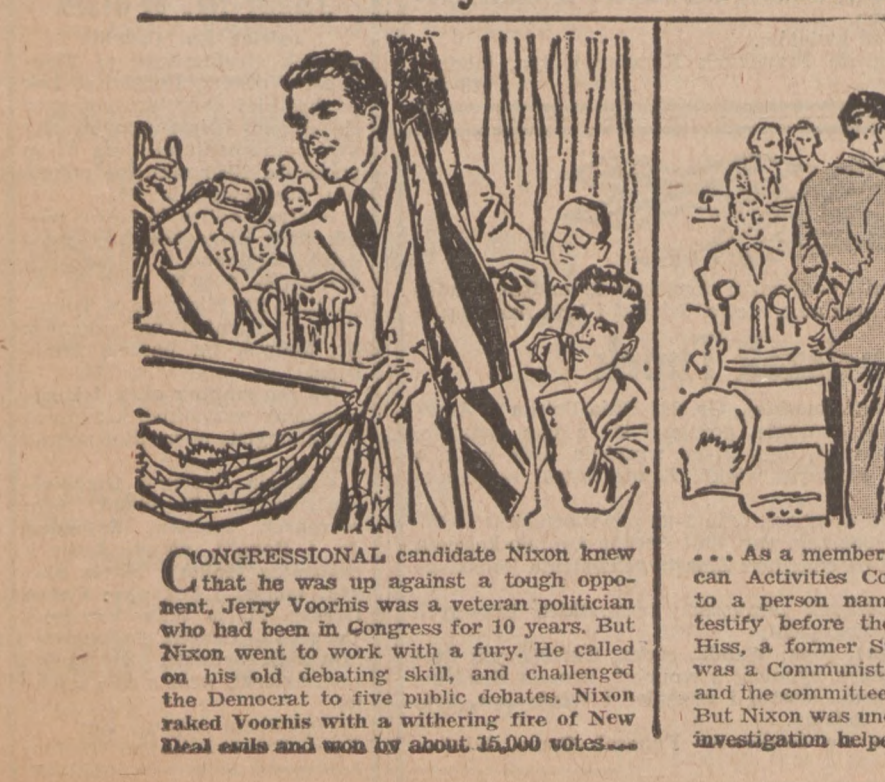 CONGRESSIONAL candidate Nixon knew
that he was up against a tough oppo-
nent. Jerry Voorhis was a veteran politician
who had been in Congress for 10 years. But
Nixon went to work with a fury. He called
on his old debating skill, and challenged
the Democrat to five public debates. Nixon
raked Voorhis with a withering fire of New
Deal evils and won by about 15,000 votes...
... As a member
can Activities Co
to a person nam
testify before the
Hiss, a former S
was a Communist
and the committee
But Nixon was un
investigation helpe